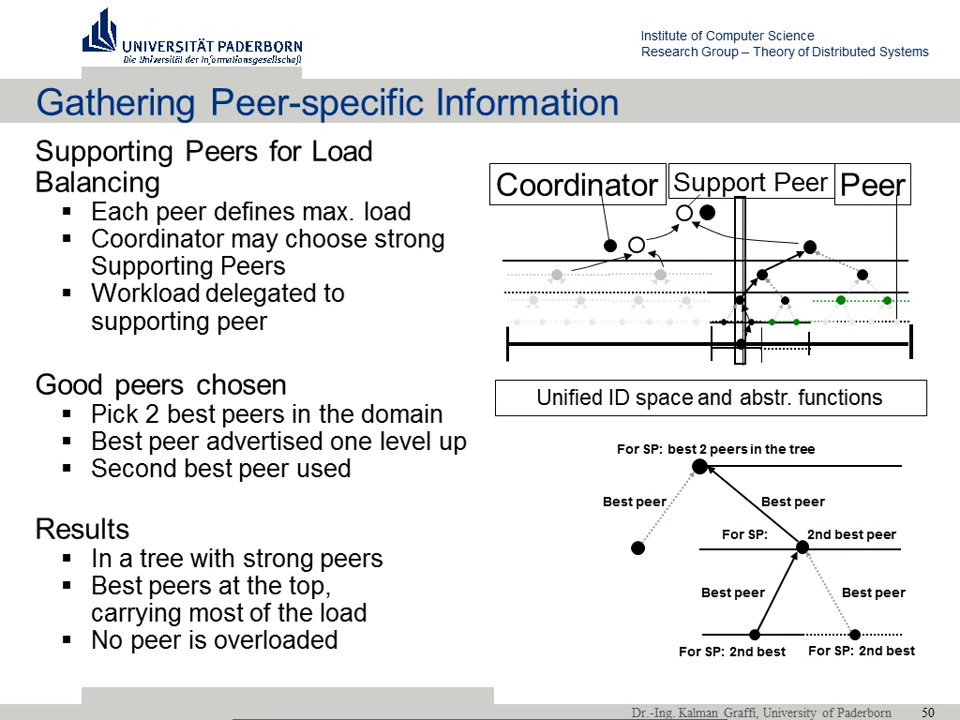 UNIVERSITÄT PADERBORN
Die Universität der Informationsgesellschaft
Institute of Computer Science
Research Group – Theory of Distributed Systems
Gathering Peer-specific Information
Supporting Peers for Load
Balancing
Each peer defines max. load
Coordinator may choose strong
Supporting Peers
Workload delegated to
supporting peer
Good peers chosen
Pick 2 best peers in the domain
Best peer advertised one level up
Second best peer used
Results
In a tree with strong peers
Best peers at the top,
carrying most of the load
No peer is overloaded
Coordinator Support Peer Peer
Unified ID space and abstr. functions
For SP: best 2 peers in the tree
Best peer Best peer
For SP: 2nd best peer
Best peer Best peer
For SP: 2nd best For SP: 2nd best
Dr.-Ing. Kalman Graffi, University of Paderborn 50